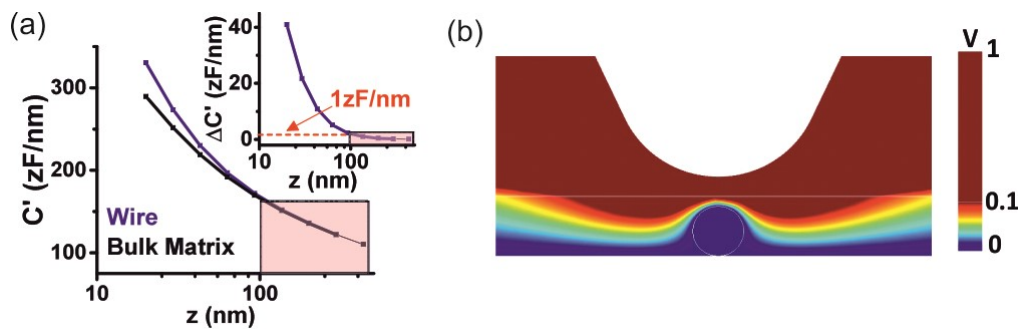 (a)
C' (zF/nm)
300
200
100
10
100
z (nm)
Wire
Bulk Matrix
ΔC' (zF/nm)
40
20
0
10
100
z (nm)
1zF/nm
(b)
V
1
0.1
0